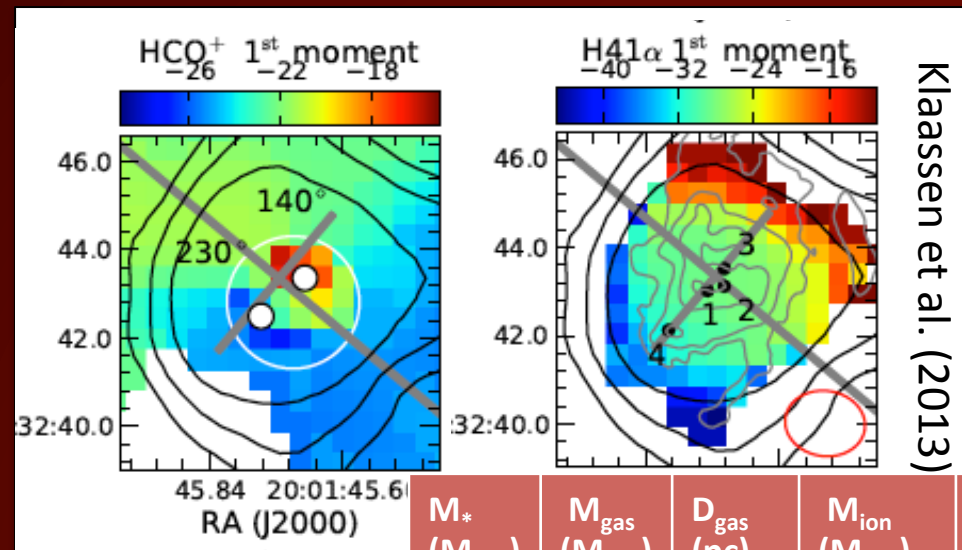 HCO⁺ 1ˢᵗ moment
−26 −22 −18
46.0
140°
230°
44.0
42.0
:32:40.0
45.84 20:01:45.6
RA (J2000)
H41α 1ˢᵗ moment
−40 −32 −24 −16
46.0
3
44.0
1 2
42.0
4
:32:40.0
Klaassen et al. (2013)
M* Mgas Dgas Mion